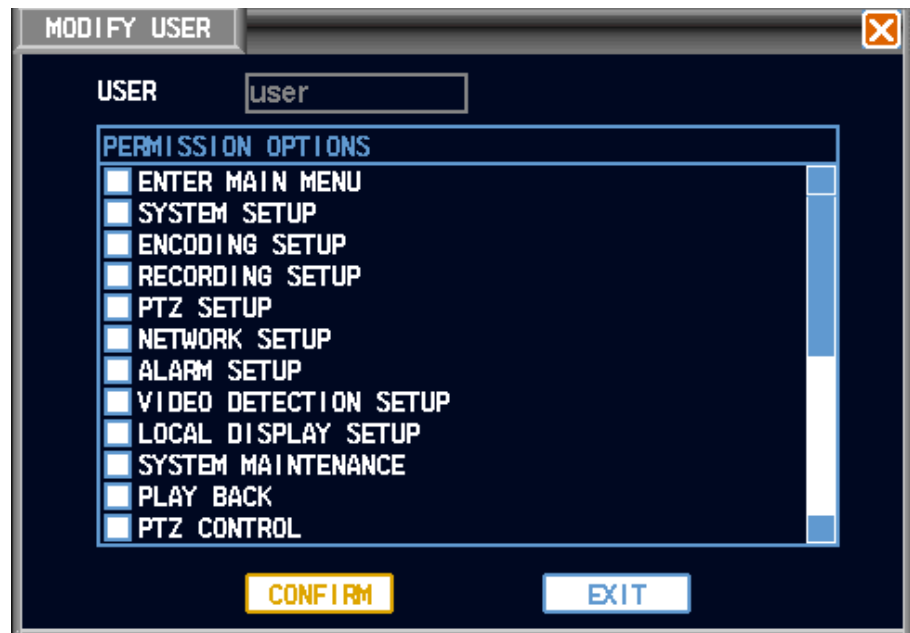 MODIFY USER
USER user
PERMISSION OPTIONS
ENTER MAIN MENU
SYSTEM SETUP
ENCODING SETUP
RECORDING SETUP
PTZ SETUP
NETWORK SETUP
ALARM SETUP
VIDEO DETECTION SETUP
LOCAL DISPLAY SETUP
SYSTEM MAINTENANCE
PLAY BACK
PTZ CONTROL
CONFIRM EXIT